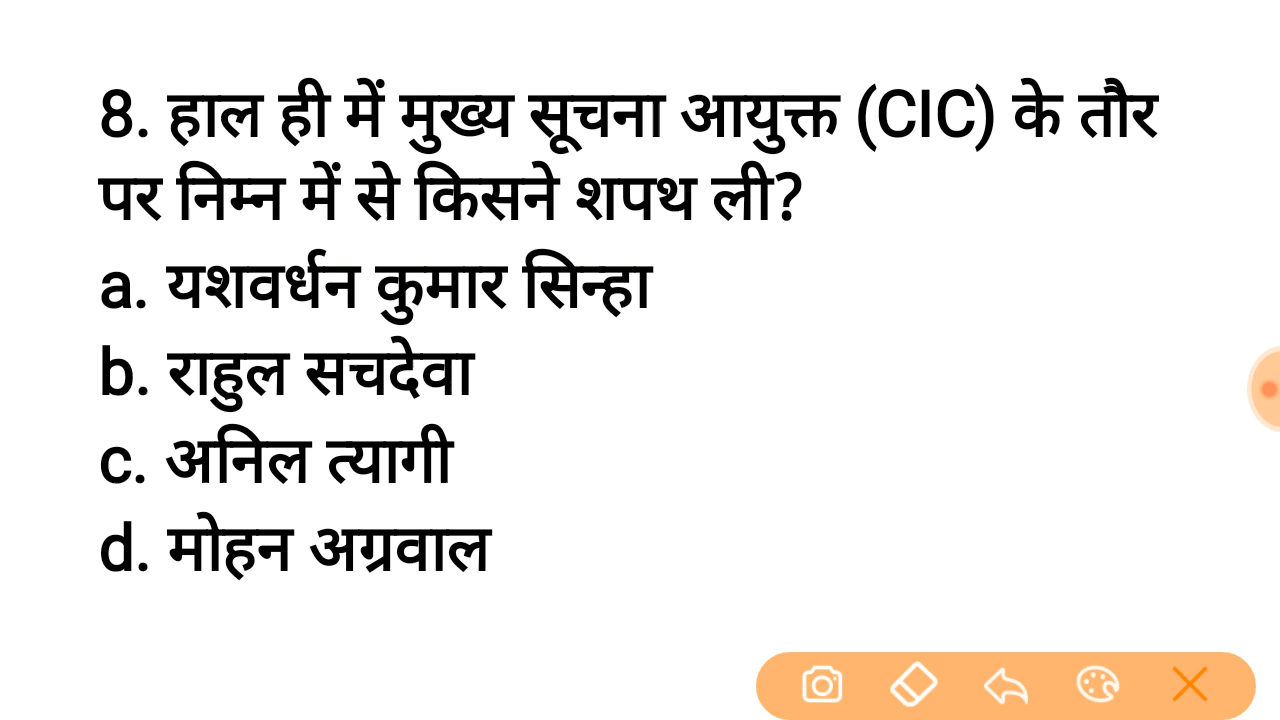 8. हाल ही में मुख्य सूचना आयुक्त (CIC) के तौर
पर निम्न में से किसने शपथ ली?
a. यशवर्धन कुमार सिन्हा
b. राहुल सचदेवा
c. अनिल त्यागी
d. मोहन अग्रवाल